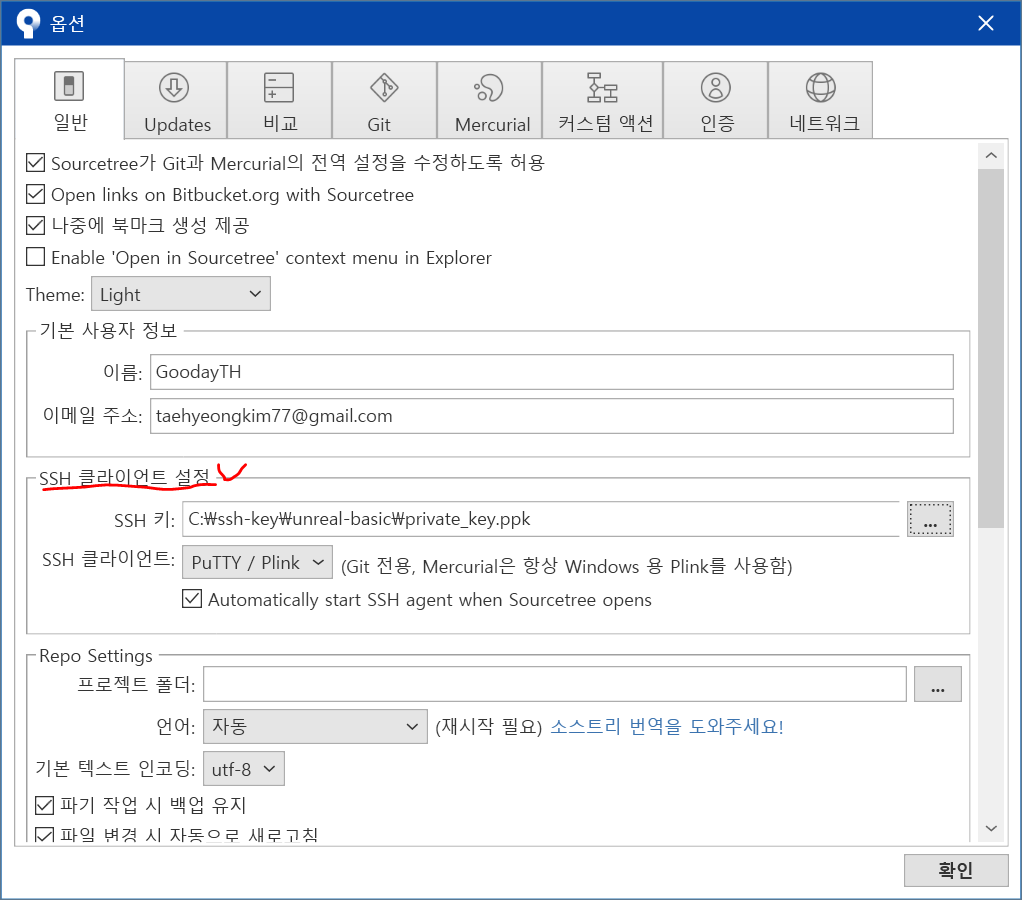 옵션
일반
Updates
비교
Git
Mercurial
커스텀 액션
인증
네트워크
Sourcetree가 Git과 Mercurial의 전역 설정을 수정하도록 허용
Open links on Bitbucket.org with Sourcetree
나중에 북마크 생성 제공
Enable 'Open in Sourcetree' context menu in Explorer
Theme: Light
기본 사용자 정보
이름: GoodayTH
이메일 주소: taehyeongkim77@gmail.com
SSH 클라이언트 설정
SSH 키: C:₩ssh-key₩unreal-basic₩private_key.ppk ...
SSH 클라이언트: PuTTY / Plink (Git 전용, Mercurial은 항상 Windows 용 Plink를 사용함)
Automatically start SSH agent when Sourcetree opens
Repo Settings
프로젝트 폴더: ...
언어: 자동 (재시작 필요) 소스트리 번역을 도와주세요!
기본 텍스트 인코딩: utf-8
파기 작업 시 백업 유지
파일 변경 시 자동으로 새로고침
확인